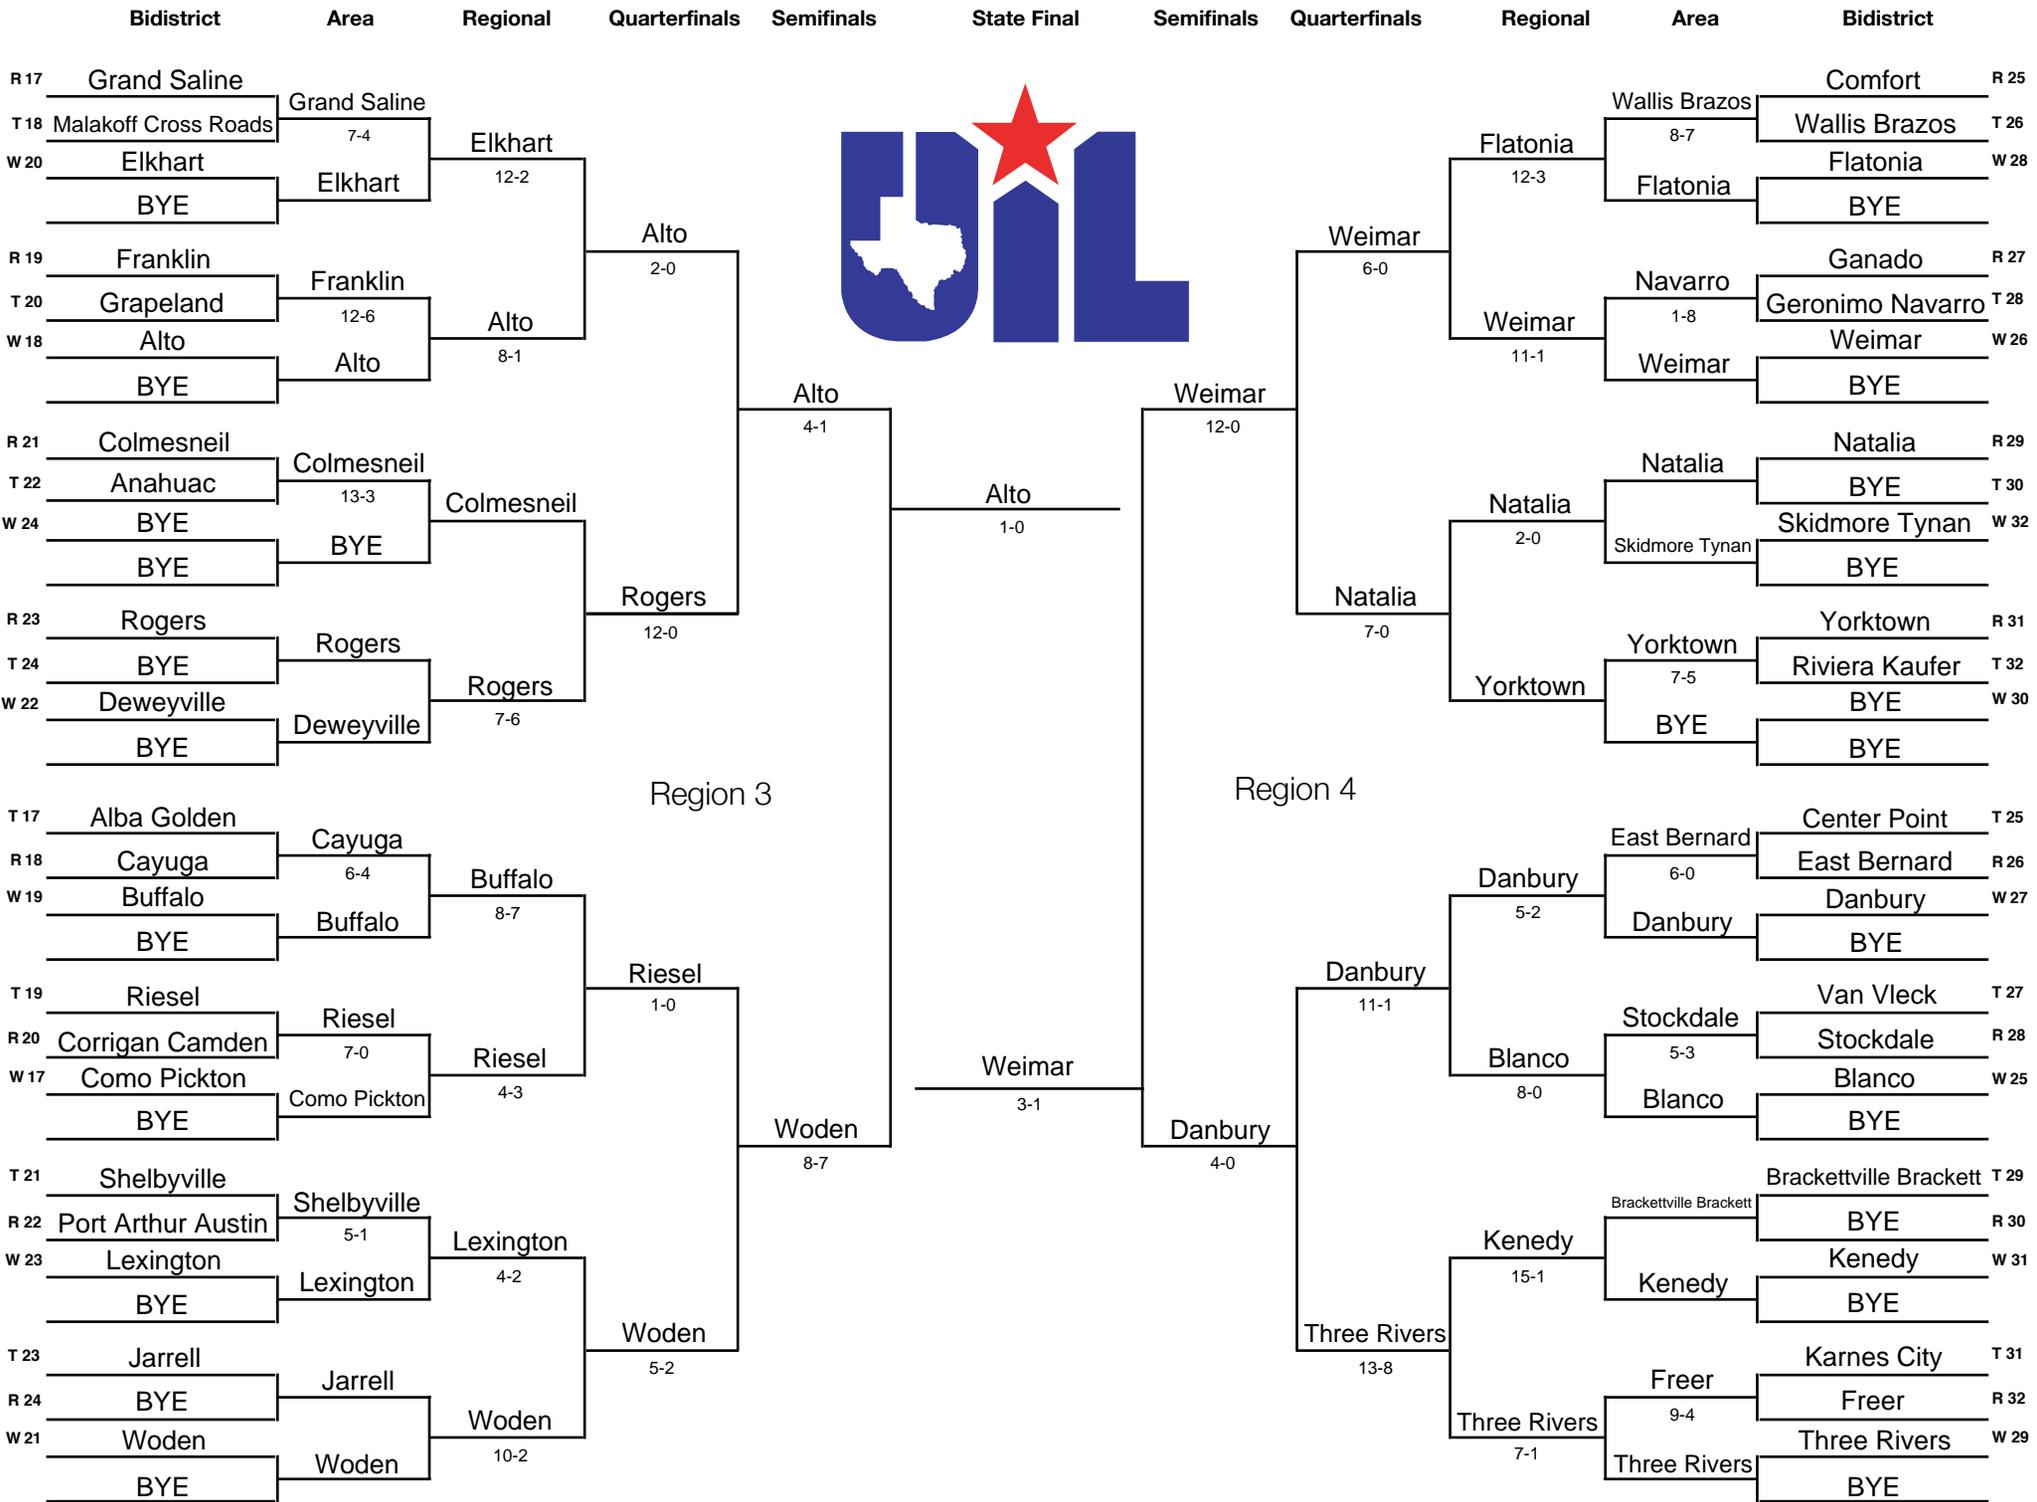 Bidistrict Area Regional Quarterfinals Semifinals State Final Semifinals Quarterfinals Regional Area Bidistrict
R 17 Grand Saline
Grand Saline
T 18 Malakoff Cross Roads
7-4
Elkhart
W 20 Elkhart
12-2
Elkhart
BYE
Alto
2-0
R 19 Franklin
Franklin
T 20 Grapeland
12-6
Alto
W 18 Alto
8-1
Alto
BYE
Alto
4-1
R 21 Colmesneil
Colmesneil
T 22 Anahuac
13-3
Colmesneil
W 24 BYE
BYE
BYE
Rogers
12-0
R 23 Rogers
Rogers
T 24 BYE
Rogers
7-6
W 22 Deweyville
Deweyville
BYE
Region 3
T 17 Alba Golden
Cayuga
R 18 Cayuga
6-4
Buffalo
8-7
W 19 Buffalo
Buffalo
BYE
Riesel
1-0
T 19 Riesel
Riesel
R 20 Corrigan Camden
7-0
Riesel
4-3
W 17 Como Pickton
Como Pickton
BYE
Woden
8-7
T 21 Shelbyville
Shelbyville
R 22 Port Arthur Austin
5-1
Lexington
4-2
W 23 Lexington
Lexington
BYE
Woden
5-2
T 23 Jarrell
Jarrell
R 24 BYE
Woden
10-2
W 21 Woden
Woden
BYE
UIL
Alto
1-0
Weimar
3-1
Comfort R 25
Wallis Brazos
8-7
Wallis Brazos T 26
Flatonia
12-3
Flatonia W 28
Flatonia
BYE
Weimar
6-0
Ganado R 27
Navarro
1-8
Geronimo Navarro T 28
Weimar
11-1
Weimar W 26
Weimar
BYE
Weimar
12-0
Natalia R 29
Natalia
BYE T 30
Natalia
2-0
Skidmore Tynan W 32
Skidmore Tynan
BYE
Natalia
7-0
Yorktown R 31
Yorktown
7-5
Riviera Kaufer T 32
Yorktown
BYE W 30
BYE
BYE
Region 4
Center Point T 25
East Bernard
6-0
East Bernard R 26
Danbury
5-2
Danbury W 27
Danbury
BYE
Danbury
11-1
Van Vleck T 27
Stockdale
5-3
Stockdale R 28
Blanco
8-0
Blanco W 25
Blanco
BYE
Danbury
4-0
Brackettville Brackett T 29
Brackettville Brackett
BYE R 30
Kenedy
15-1
Kenedy W 31
Kenedy
BYE
Three Rivers
13-8
Karnes City T 31
Freer
9-4
Freer R 32
Three Rivers
7-1
Three Rivers W 29
Three Rivers
BYE